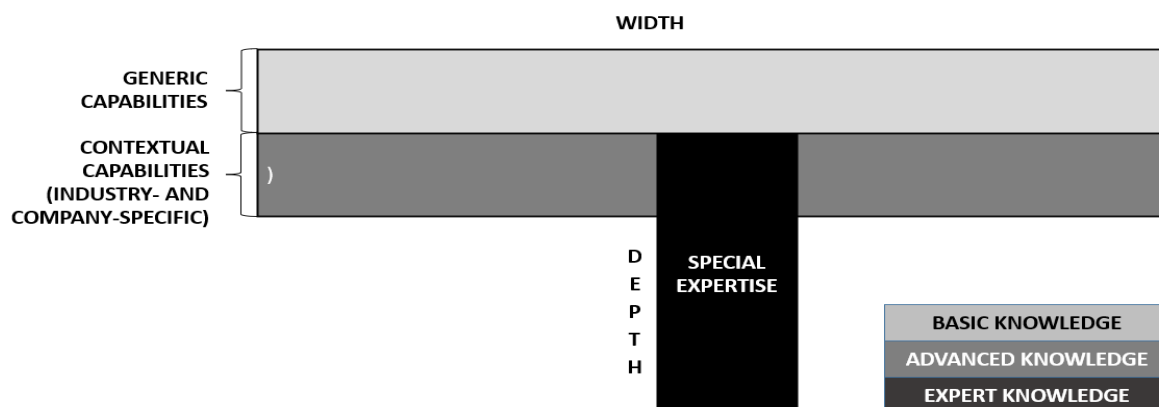 WIDTH
GENERIC
CAPABILITIES
CONTEXTUAL
CAPABILITIES
(INDUSTRY- AND
COMPANY-SPECIFIC)
)
D
E
P
T
H
SPECIAL
EXPERTISE
BASIC KNOWLEDGE
ADVANCED KNOWLEDGE
EXPERT KNOWLEDGE